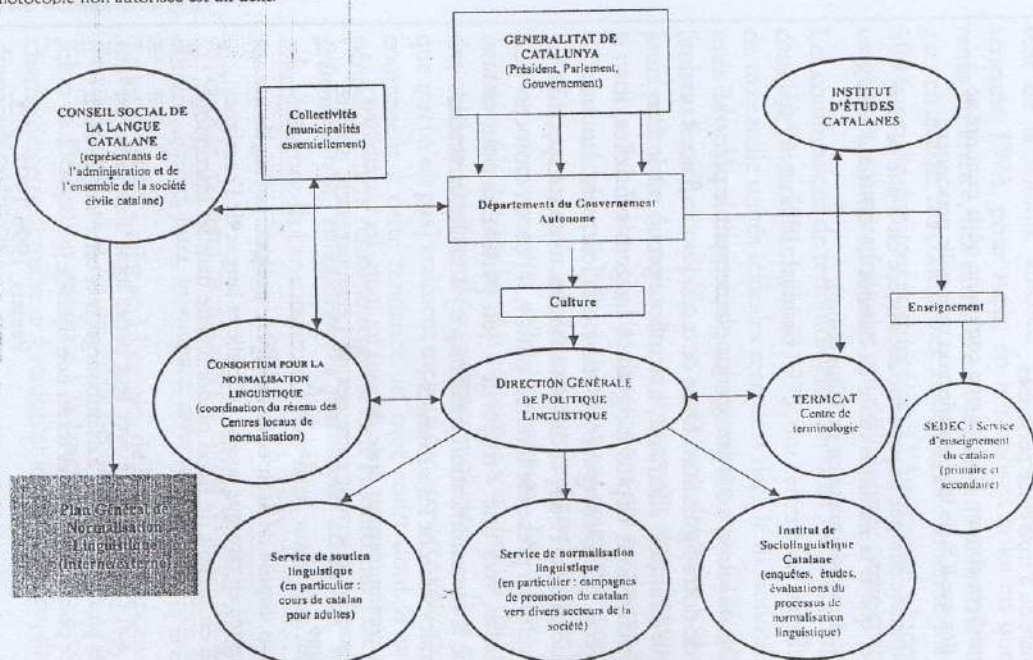 photocopie non autorisée est un délit.
GENERALITAT DE
CATALUNYA
(Président, Parlement,
Gouvernement)
CONSEIL SOCIAL DE
LA LANGUE
CATALANE
(représentants de
l'administration et de
l'ensemble de la société
civile catalane)
Collectivités
(municipalités
essentiellement)
INSTITUT
D'ÉTUDES
CATALANES
Départements du Gouvernement
Autonome
Culture
Enseignement
CONSORTIUM POUR LA
NORMALISATION
LINGUISTIQUE
(coordination du réseau des
Centres locaux de
normalisation)
DIRECTION GÉNÉRALE
DE POLITIQUE
LINGUISTIQUE
TERMCAT
Centre de
terminologie
SEDEC : Service
d'enseignement
du catalan
(primaire et
secondaire)
Plan Général de
Normalisation
Linguistique
(Interne/externe)
Service de soutien
linguistique
(en particulier :
cours de catalan
pour adultes)
Service de normalisation
linguistique
(en particulier : campagnes
de promotion du catalan
vers divers secteurs de la
société)
Institut de
Sociolinguistique
Catalane
(enquêtes, études,
évaluations du
processus de
normalisation
linguistique)